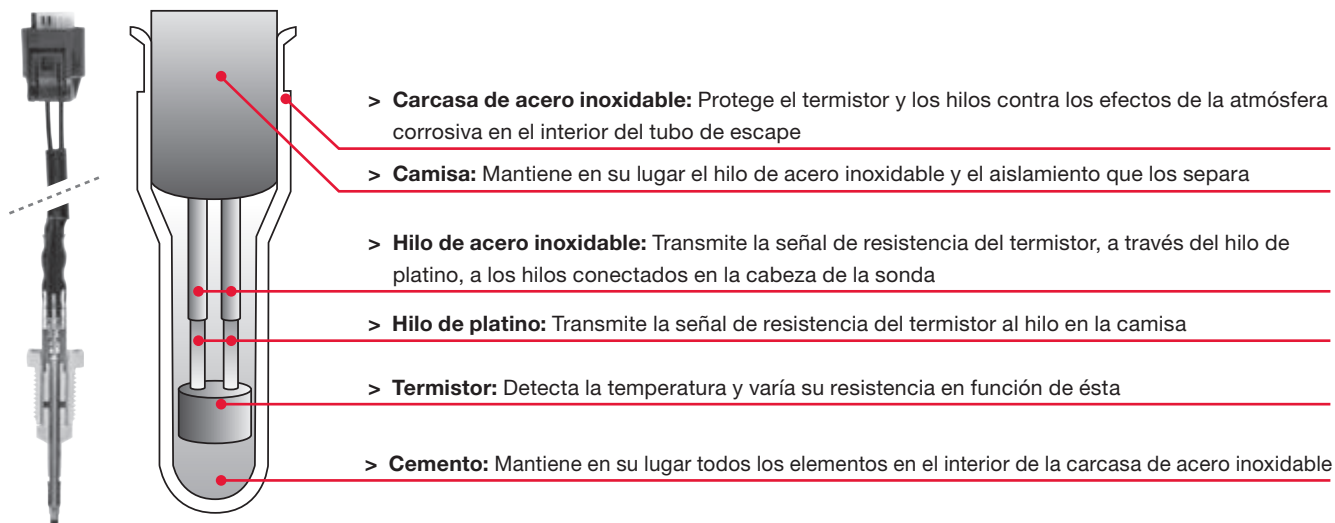 > Carcasa de acero inoxidable: Protege el termistor y los hilos contra los efectos de la atmósfera
corrosiva en el interior del tubo de escape
> Camisa: Mantiene en su lugar el hilo de acero inoxidable y el aislamiento que los separa
> Hilo de acero inoxidable: Transmite la señal de resistencia del termistor, a través del hilo de
platino, a los hilos conectados en la cabeza de la sonda
> Hilo de platino: Transmite la señal de resistencia del termistor al hilo en la camisa
> Termistor: Detecta la temperatura y varía su resistencia en función de ésta
> Cemento: Mantiene en su lugar todos los elementos en el interior de la carcasa de acero inoxidable